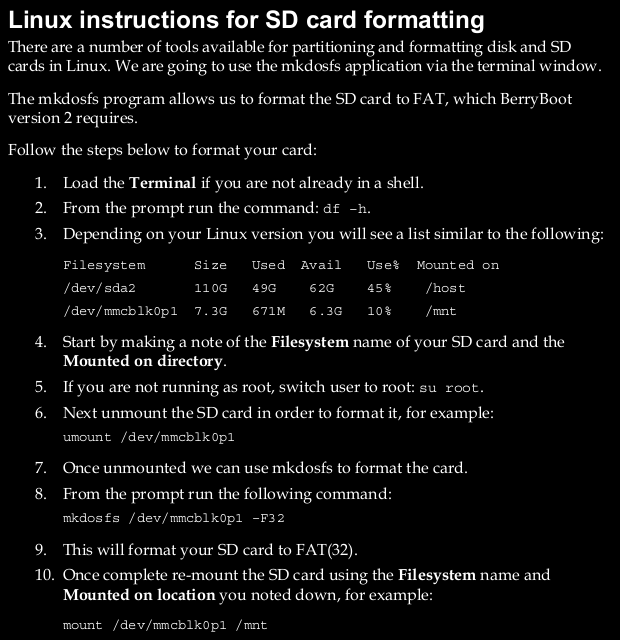 Linux instructions for SD card formatting
There are a number of tools available for partitioning and formatting disk and SD
cards in Linux. We are going to use the mkdosfs application via the terminal window.
The mkdosfs program allows us to format the SD card to FAT, which BerryBoot
version 2 requires.
Follow the steps below to format your card:
1. Load the Terminal if you are not already in a shell.
2. From the prompt run the command: df -h.
3. Depending on your Linux version you will see a list similar to the following:
Filesystem Size Used Avail Use% Mounted on
/dev/sda2 110G 49G 62G 45% /host
/dev/mmcblk0p1 7.3G 671M 6.3G 10% /mnt
4. Start by making a note of the Filesystem name of your SD card and the
Mounted on directory.
5. If you are not running as root, switch user to root: su root.
6. Next unmount the SD card in order to format it, for example:
umount /dev/mmcblk0p1
7. Once unmounted we can use mkdosfs to format the card.
8. From the prompt run the following command:
mkdosfs /dev/mmcblk0p1 -F32
9. This will format your SD card to FAT(32).
10. Once complete re-mount the SD card using the Filesystem name and
Mounted on location you noted down, for example:
mount /dev/mmcblk0p1 /mnt